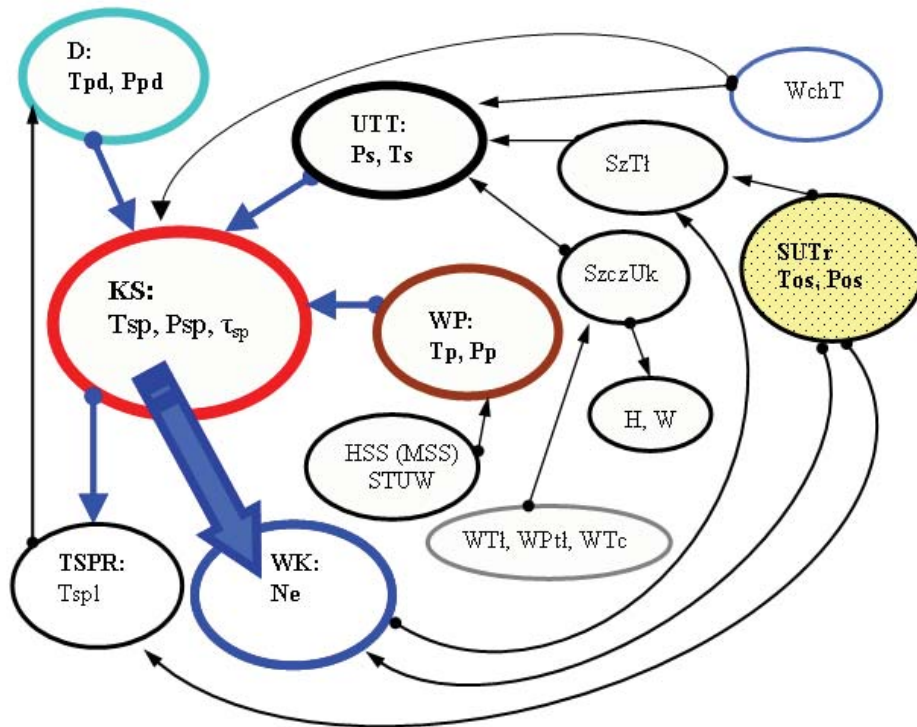 D:
Tpd, Ppd
UTT:
Ps, Ts
WchT
SzTł
SUTr
Tos, Pos
SzczUk
KS:
Tsp, Psp, τsp
WP:
Tp, Pp
H, W
HSS (MSS)
STUW
WTł, WPtł, WTc
TSPR:
Tsp1
WK:
Ne